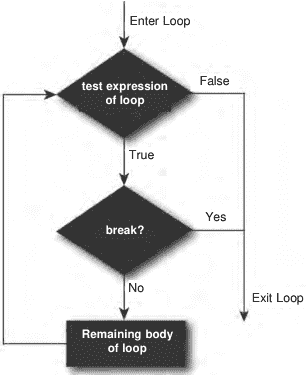 Enter Loop
test expression
of loop
False
True
break?
Yes
No
Exit Loop
Remaining body
of loop